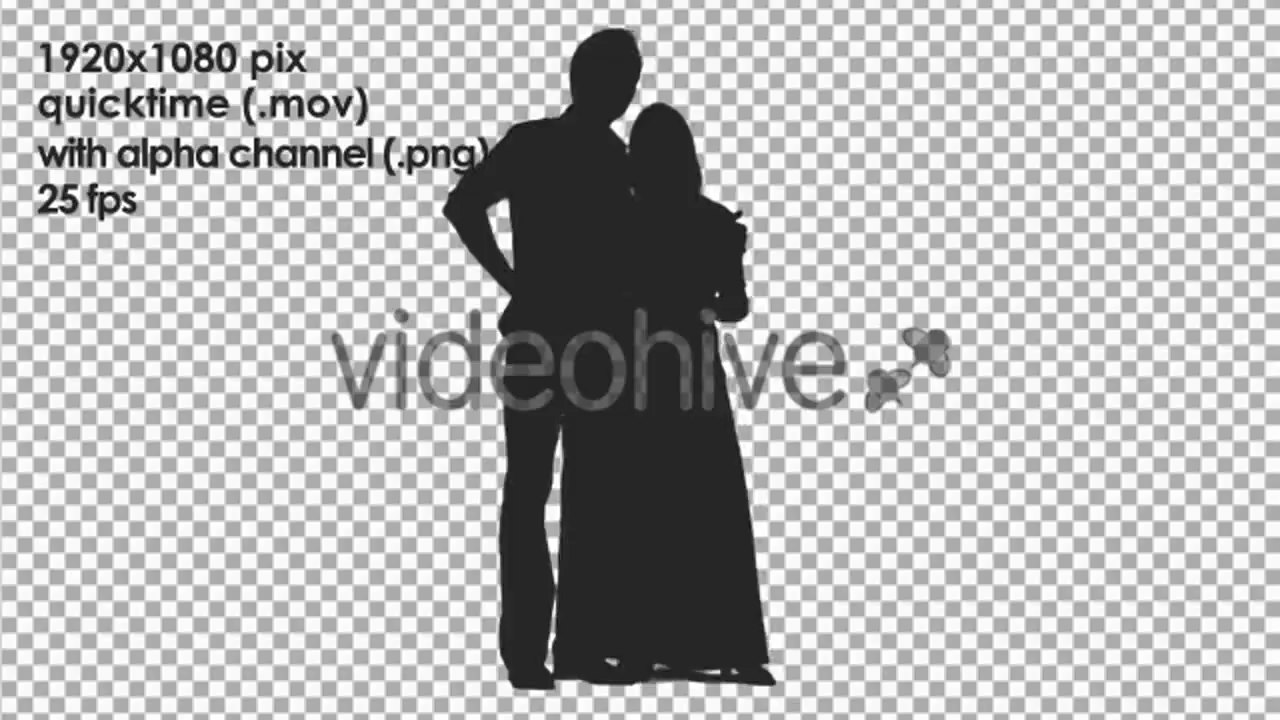 1920x1080 pix
quicktime (.mov)
with alpha channel (.png)
25 fps
videohive